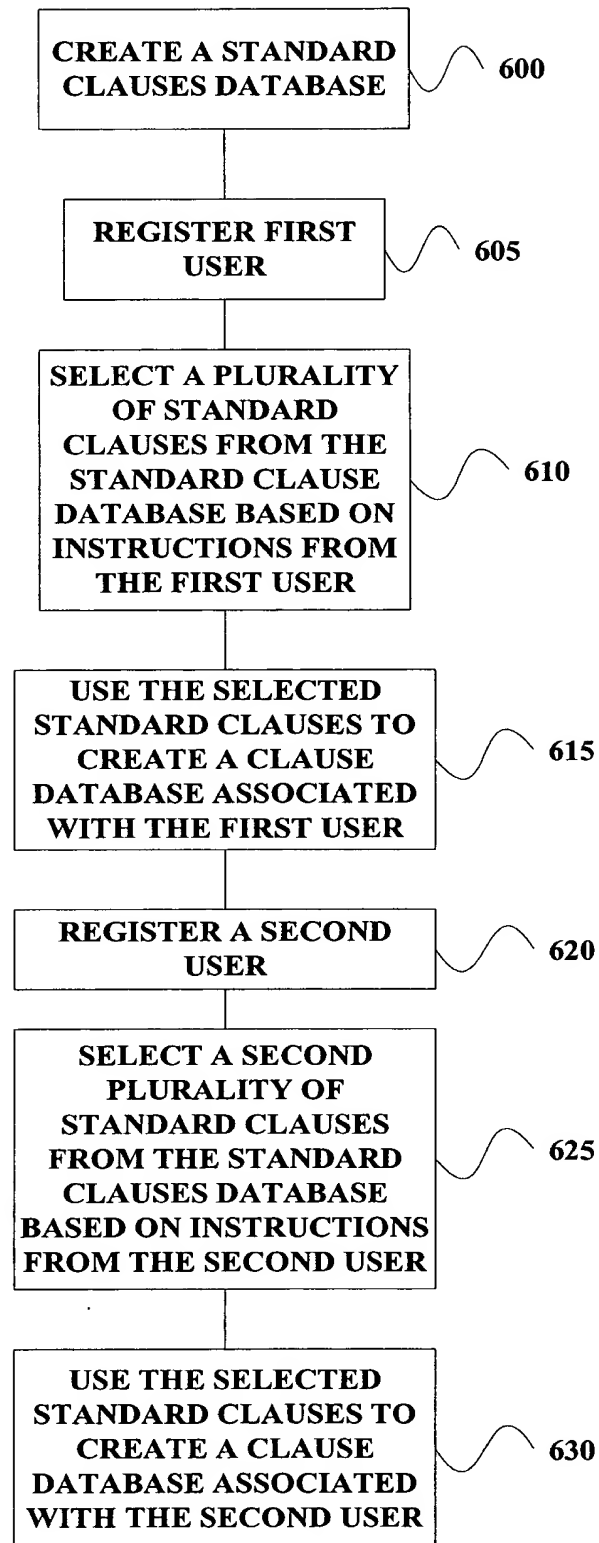 CREATE A STANDARD
CLAUSES DATABASE
600
REGISTER FIRST
USER
605
SELECT A PLURALITY
OF STANDARD
CLAUSES FROM THE
STANDARD CLAUSE
DATABASE BASED ON
INSTRUCTIONS FROM
THE FIRST USER
610
USE THE SELECTED
STANDARD CLAUSES TO
CREATE A CLAUSE
DATABASE ASSOCIATED
WITH THE FIRST USER
615
REGISTER A SECOND
USER
620
SELECT A SECOND
PLURALITY OF
STANDARD CLAUSES
FROM THE STANDARD
CLAUSES DATABASE
BASED ON INSTRUCTIONS
FROM THE SECOND USER
625
USE THE SELECTED
STANDARD CLAUSES TO
CREATE A CLAUSE
DATABASE ASSOCIATED
WITH THE SECOND USER
630